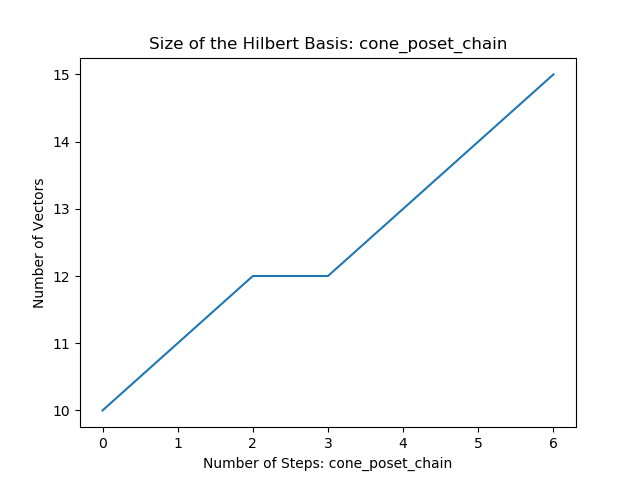 Size of the Hilbert Basis: cone_poset_chain
15
14
13
12
11
10
Number of Vectors
0 1 2 3 4 5 6
Number of Steps: cone_poset_chain